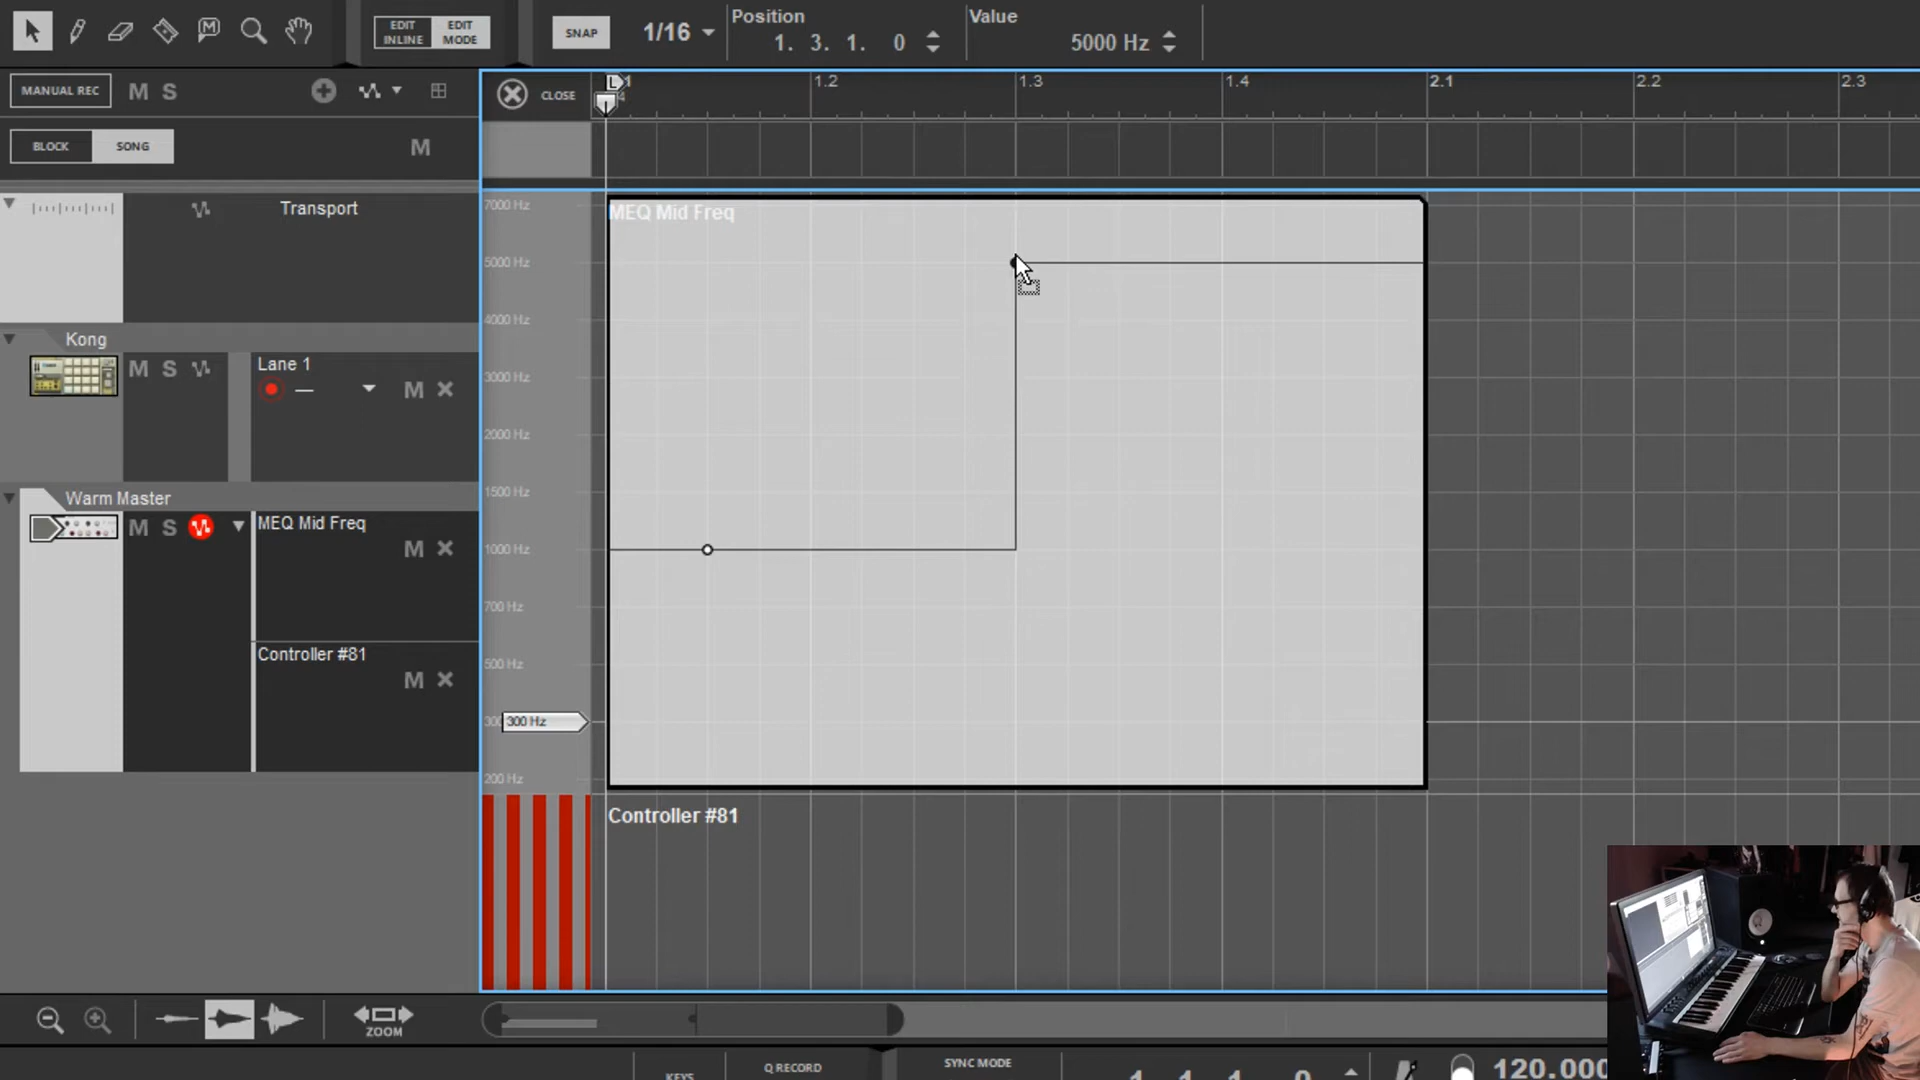 M
EDIT INLINE
EDIT MODE
SNAP
1/16
Position
1. 3. 1. 0
Value
5000 Hz
MANUAL REC
M S
CLOSE
L
1.2
1.3
1.4
2.1
2.2
2.3
BLOCK
SONG
M
Transport
7000 Hz
MEQ Mid Freq
5000 Hz
4000 Hz
3000 Hz
2000 Hz
1500 Hz
1000 Hz
700 Hz
500 Hz
300 Hz
200 Hz
Kong
M S
Lane 1
M
Warm Master
M S
MEQ Mid Freq
M
Controller #81
M
Controller #81
ZOOM
KEYS
Q RECORD
SYNC MODE
1. 1. 1. 0
120.000